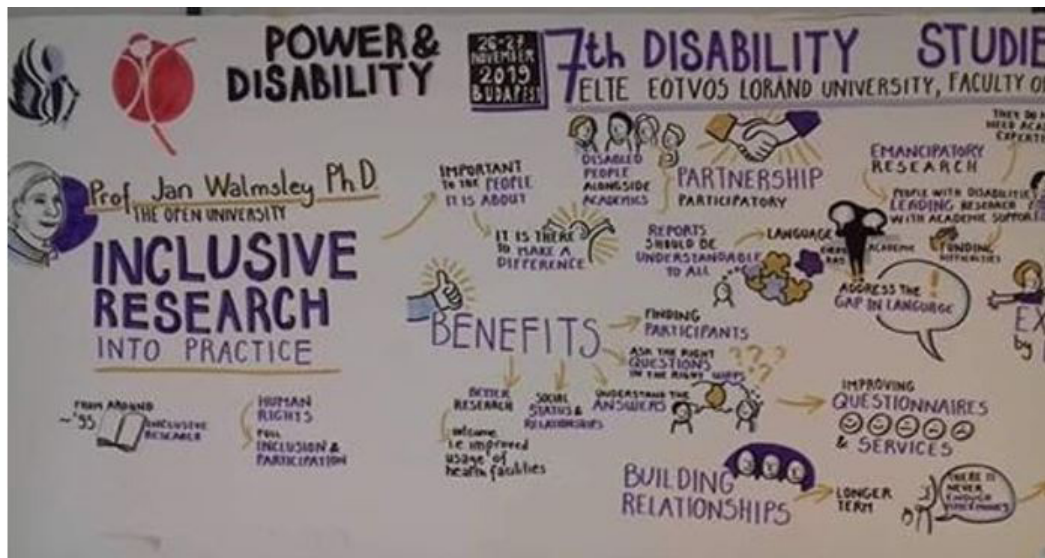 POWER &
DISABILITY
26-27
NOVEMBER
2019
BUDAPEST
7th DISABILITY STUDIE
ELTE EOTVOS LORÁND UNIVERSITY, FACULTY O
Prof Jan Walmsley PhD
THE OPEN UNIVERSITY
INCLUSIVE
RESEARCH
INTO PRACTICE
FROM AROUND
~'95
INCLUSIVE
RESEARCH
HUMAN
RIGHTS
FULL
INCLUSION &
PARTICIPATION
IMPORTANT
TO THE PEOPLE
IT IS ABOUT
IT IS THERE
TO MAKE A
DIFFERENCE
DISABLED
PEOPLE
ALONGSIDE
ACADEMICS
PARTNERSHIP
PARTICIPATORY
REPORTS
SHOULD BE
UNDERSTANDABLE
TO ALL
LANGUAGE
ACADEMIC
EMANCIPATORY
RESEARCH
THEY DO
NEED
PEOPLE WITH DISABILITIES
LEADING RESEARCH
WITH ACADEMIC SUPPORT
FUNDING
DIFFICULTIES
ADDRESS THE
GAP IN LANGUAGE
!
EX
by
BENEFITS
FINDING
PARTICIPANTS
ASK THE RIGHT
QUESTIONS
IN THE RIGHT WAYS
???
??
UNDERSTAND THE
ANSWERS
BETTER
RESEARCH
outcome
i.e improved
usage of
health facilities
SOCIAL
STATUS &
RELATIONSHIPS
IMPROVING
QUESTIONNAIRES
& SERVICES
BUILDING
RELATIONSHIPS
LONGER
TERM
THERE IS
NEVER
ENOUGH